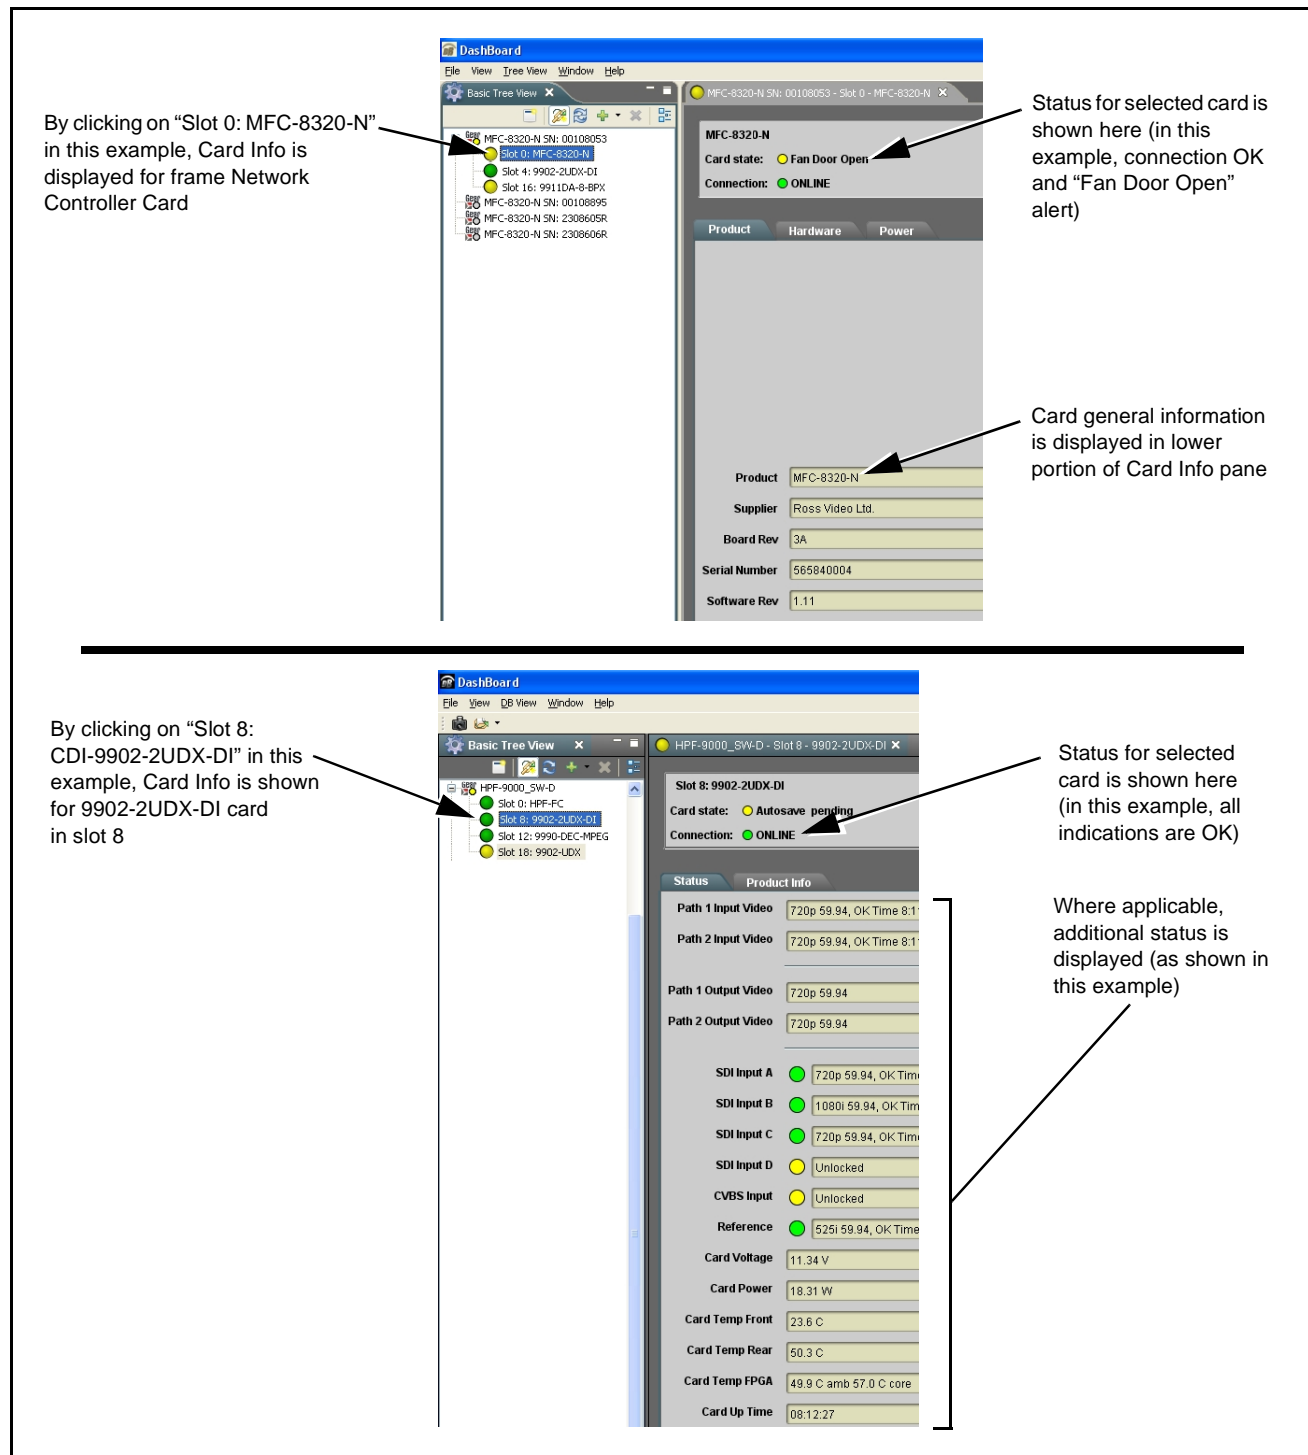 DashBoard
File View Tree View Window Help
Basic Tree View
MFC-8320-N SN: 00108053 - Slot 0 - MFC-8320-N
By clicking on “Slot 0: MFC-8320-N”
in this example, Card Info is
displayed for frame Network
Controller Card
MFC-8320-N SN: 00108053
Slot 0: MFC-8320-N
Slot 4: 9902-2UDX-DI
Slot 16: 9911DA-8-BPX
MFC-8320-N SN: 00108895
MFC-8320-N SN: 2308605R
MFC-8320-N SN: 2308606R
MFC-8320-N
Card state: Fan Door Open
Connection: ONLINE
Status for selected card is
shown here (in this
example, connection OK
and “Fan Door Open”
alert)
Product Hardware Power
Card general information
is displayed in lower
portion of Card Info pane
Product MFC-8320-N
Supplier Ross Video Ltd.
Board Rev 3A
Serial Number 565840004
Software Rev 1.11
DashBoard
File View DB View Window Help
Basic Tree View
HPF-9000_SW-D - Slot 8 - 9902-2UDX-DI
By clicking on “Slot 8:
CDI-9902-2UDX-DI” in this
example, Card Info is shown
for 9902-2UDX-DI card
in slot 8
HPF-9000_SW-D
Slot 0: HPF-FC
Slot 8: 9902-2UDX-DI
Slot 12: 9990-DEC-MPEG
Slot 18: 9902-UDX
Slot 8: 9902-2UDX-DI
Card state: Autosave pending
Connection: ONLINE
Status for selected
card is shown here
(in this example, all
indications are OK)
Status Product Info
Path 1 Input Video 720p 59.94, OK Time 8:1
Path 2 Input Video 720p 59.94, OK Time 8:1
Path 1 Output Video 720p 59.94
Path 2 Output Video 720p 59.94
SDI Input A 720p 59.94, OK Time
SDI Input B 1080i 59.94, OK Tim
SDI Input C 720p 59.94, OK Time
SDI Input D Unlocked
CVBS Input Unlocked
Reference 525i 59.94, OK Time
Card Voltage 11.34 V
Card Power 18.31 W
Card Temp Front 23.6 C
Card Temp Rear 50.3 C
Card Temp FPGA 49.9 C amb 57.0 C core
Card Up Time 08:12:27
Where applicable,
additional status is
displayed (as shown in
this example)